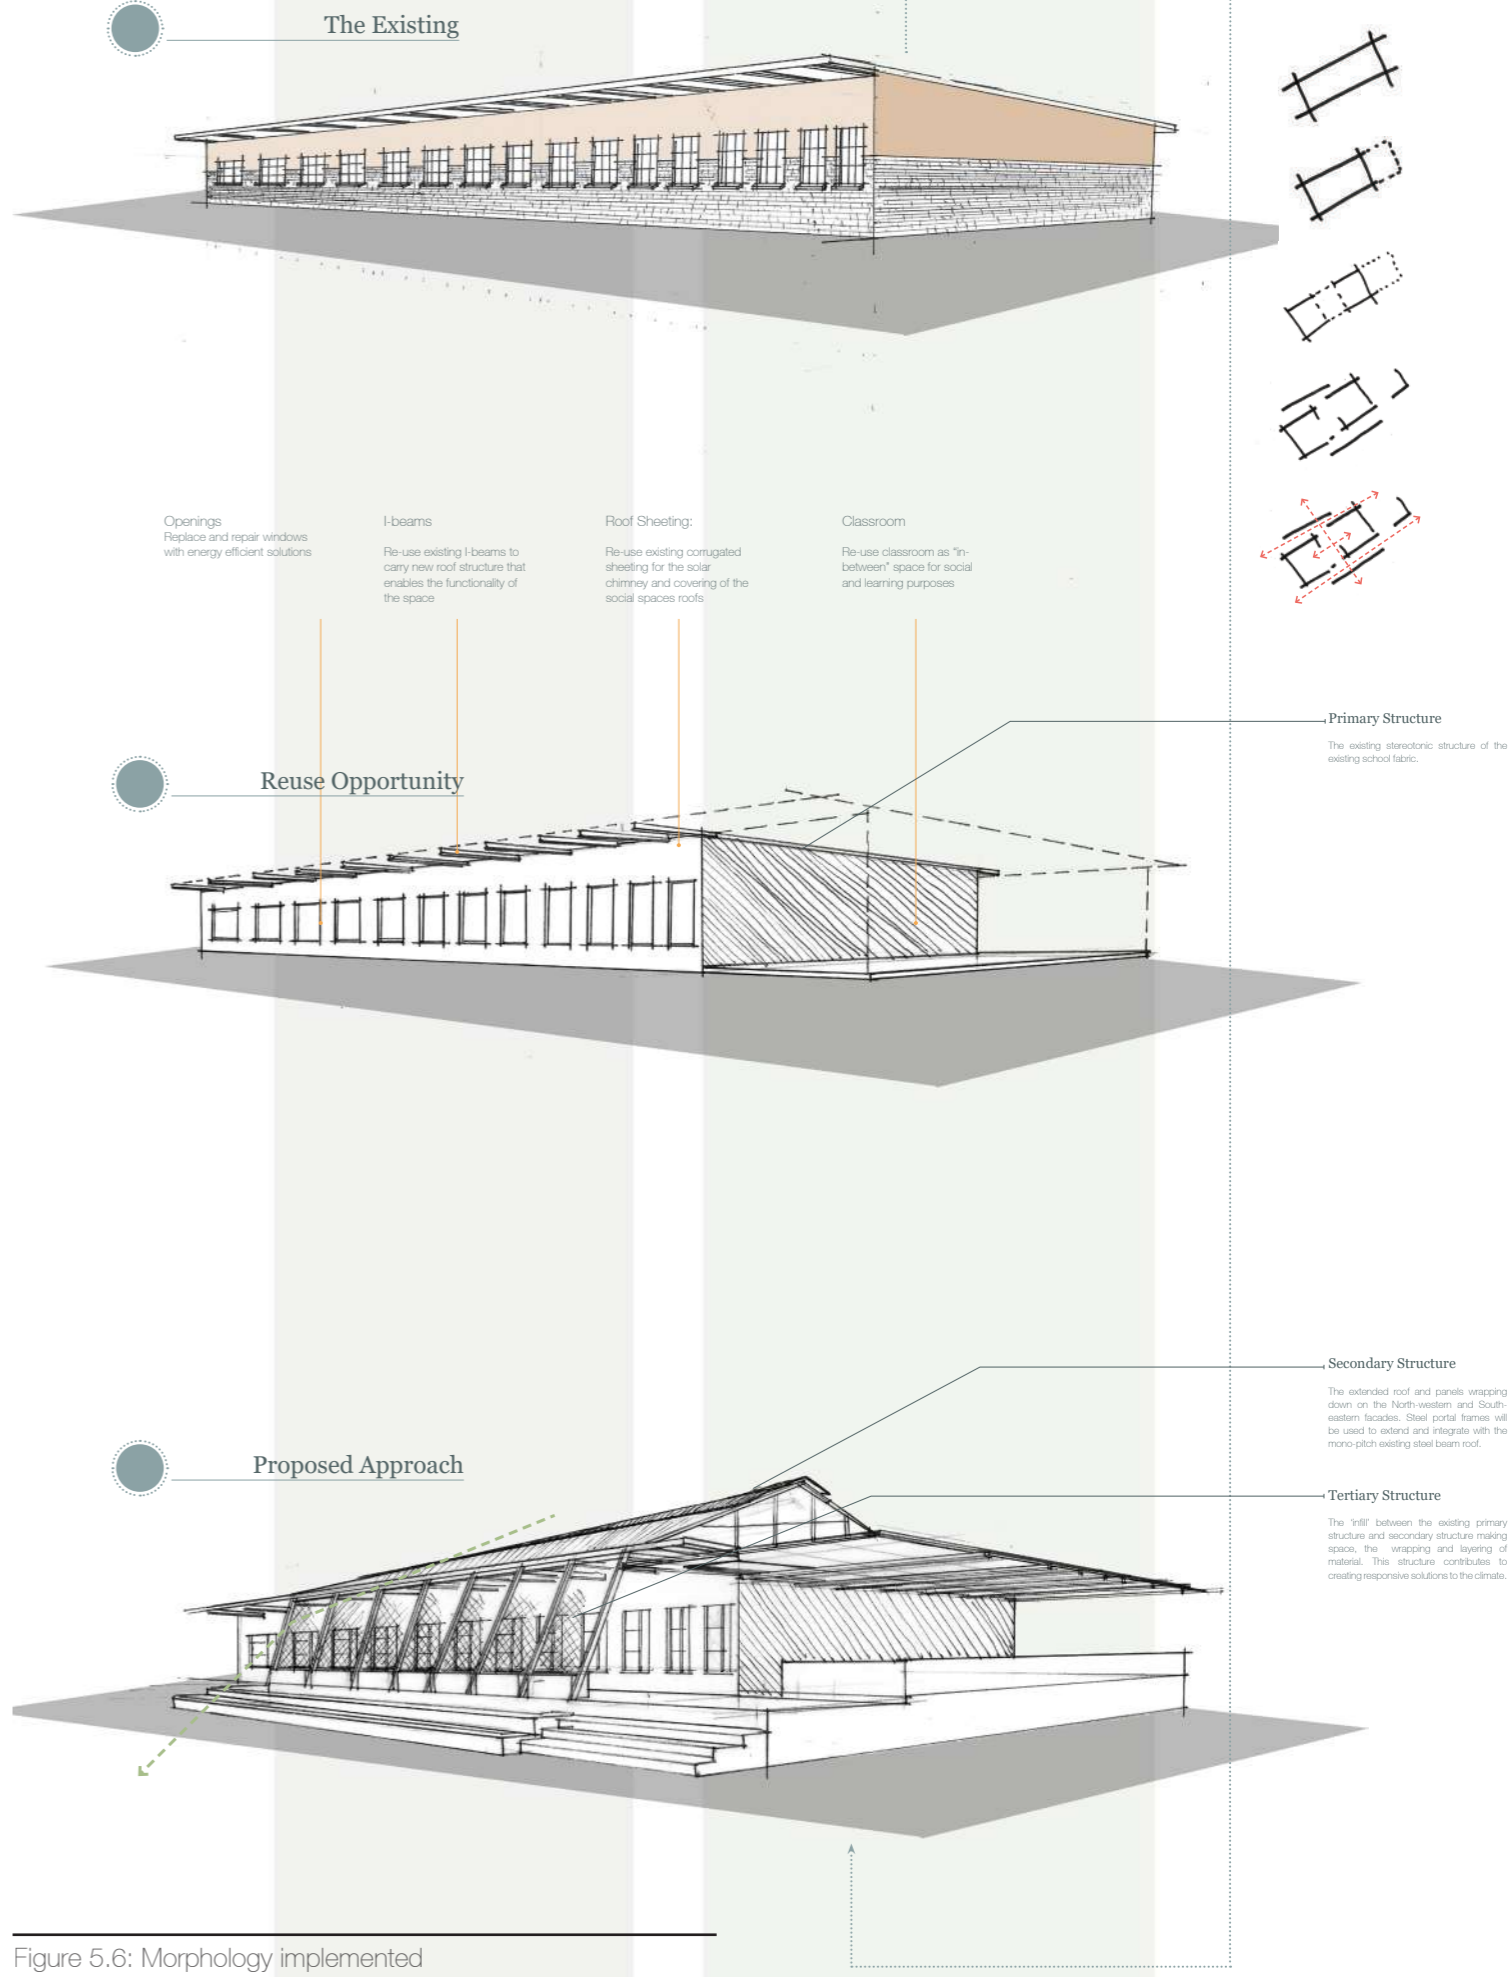 The Existing
Openings
Replace and repair windows
with energy efficient solutions
I-beams
Re-use existing I-beams to
carry new roof structure that
enables the functionality of
the space
Roof Sheeting:
Re-use existing corrugated
sheeting for the solar
chimney and covering of the
social spaces roofs
Classroom
Re-use classroom as "in-
between" space for social
and learning purposes
Primary Structure
The existing stereotonic structure of the
existing school fabric.
Reuse Opportunity
Secondary Structure
The extended roof and panels wrapping
down on the North-western and South-
eastern facades. Steel portal frames will
be used to extend and integrate with the
mono-pitch existing steel beam roof.
Proposed Approach
Tertiary Structure
The 'infill' between the existing primary
structure and secondary structure making
space, the wrapping and layering of
material. This structure contributes to
creating responsive solutions to the climate.
Figure 5.6: Morphology implemented